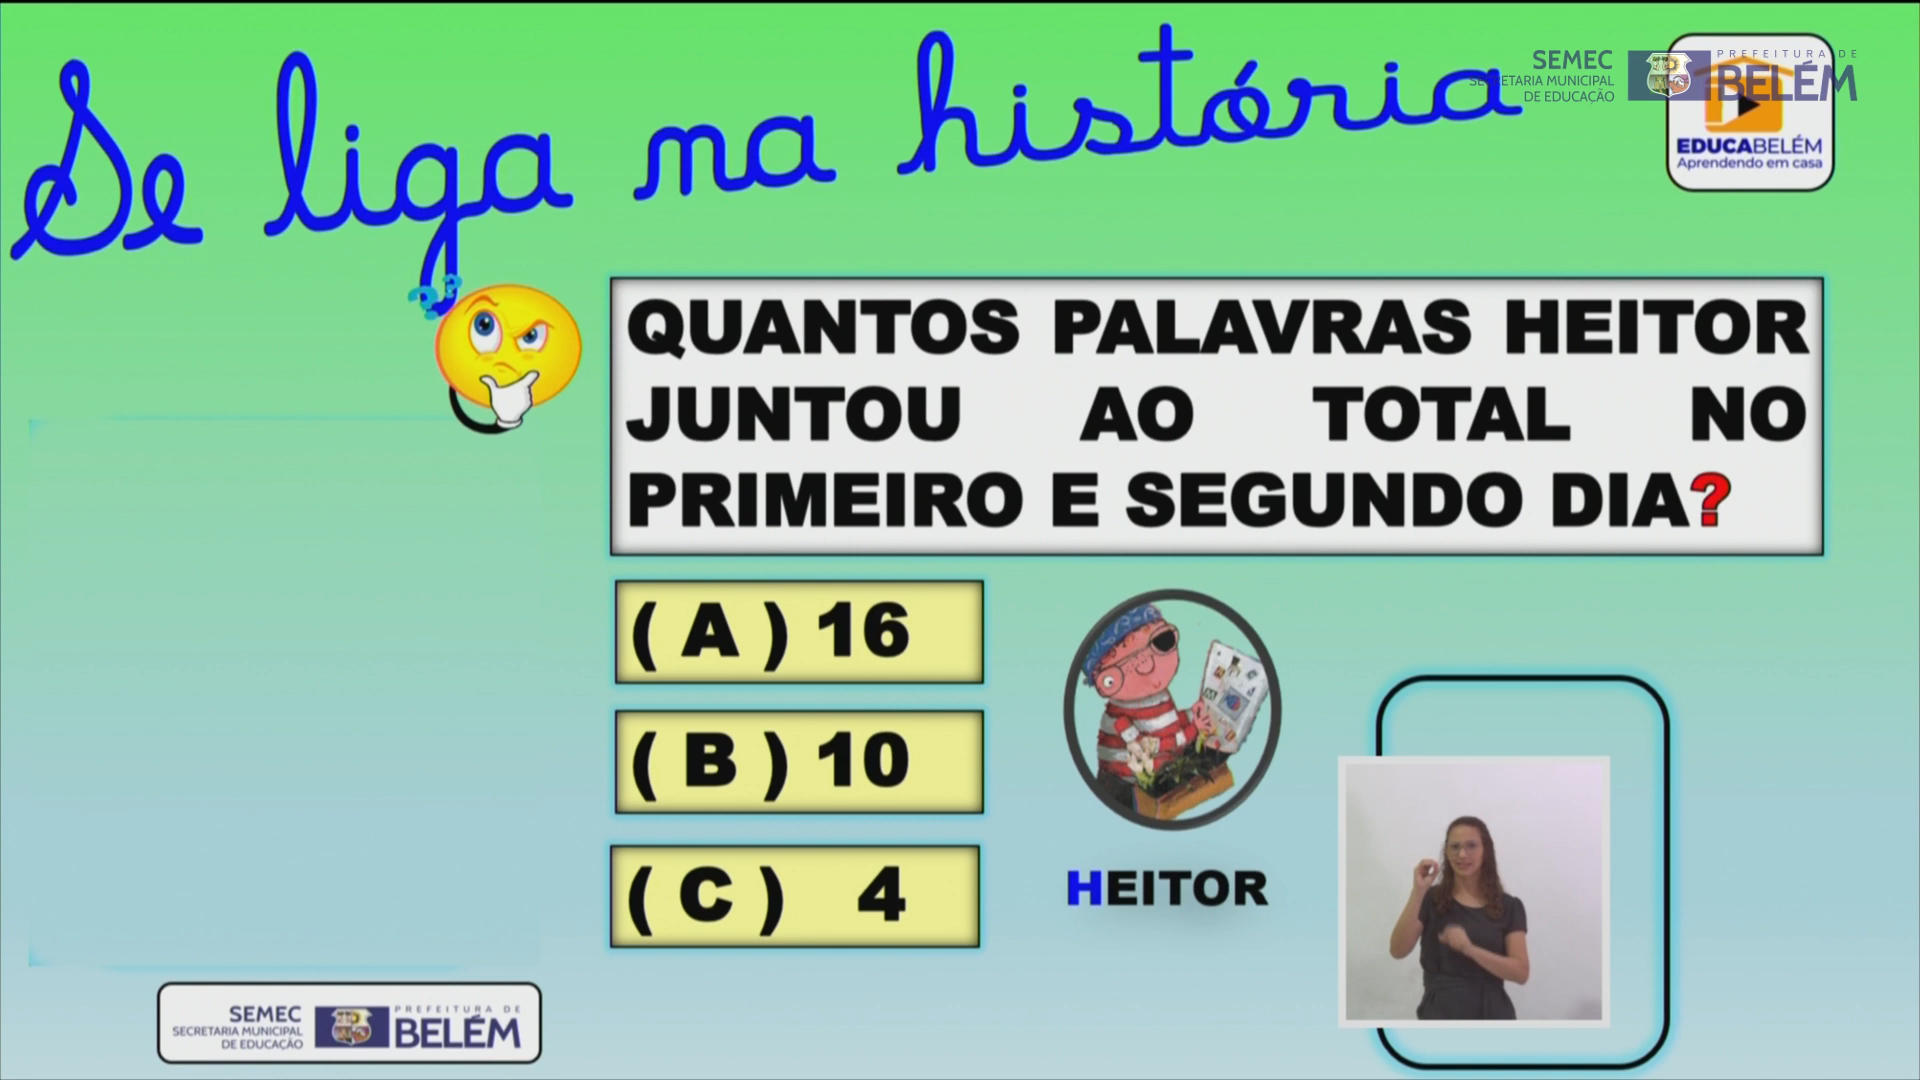 Se liga na história
SEMEC
SECRETARIA MUNICIPAL
DE EDUCAÇÃO
PREFEITURA DE
BELÉM
EDUCABELÉM
Aprendendo em casa
QUANTOS PALAVRAS HEITOR
JUNTOU AO TOTAL NO
PRIMEIRO E SEGUNDO DIA?
( A ) 16
( B ) 10
( C ) 4
HEITOR
SEMEC
SECRETARIA MUNICIPAL
DE EDUCAÇÃO
PREFEITURA DE
BELÉM